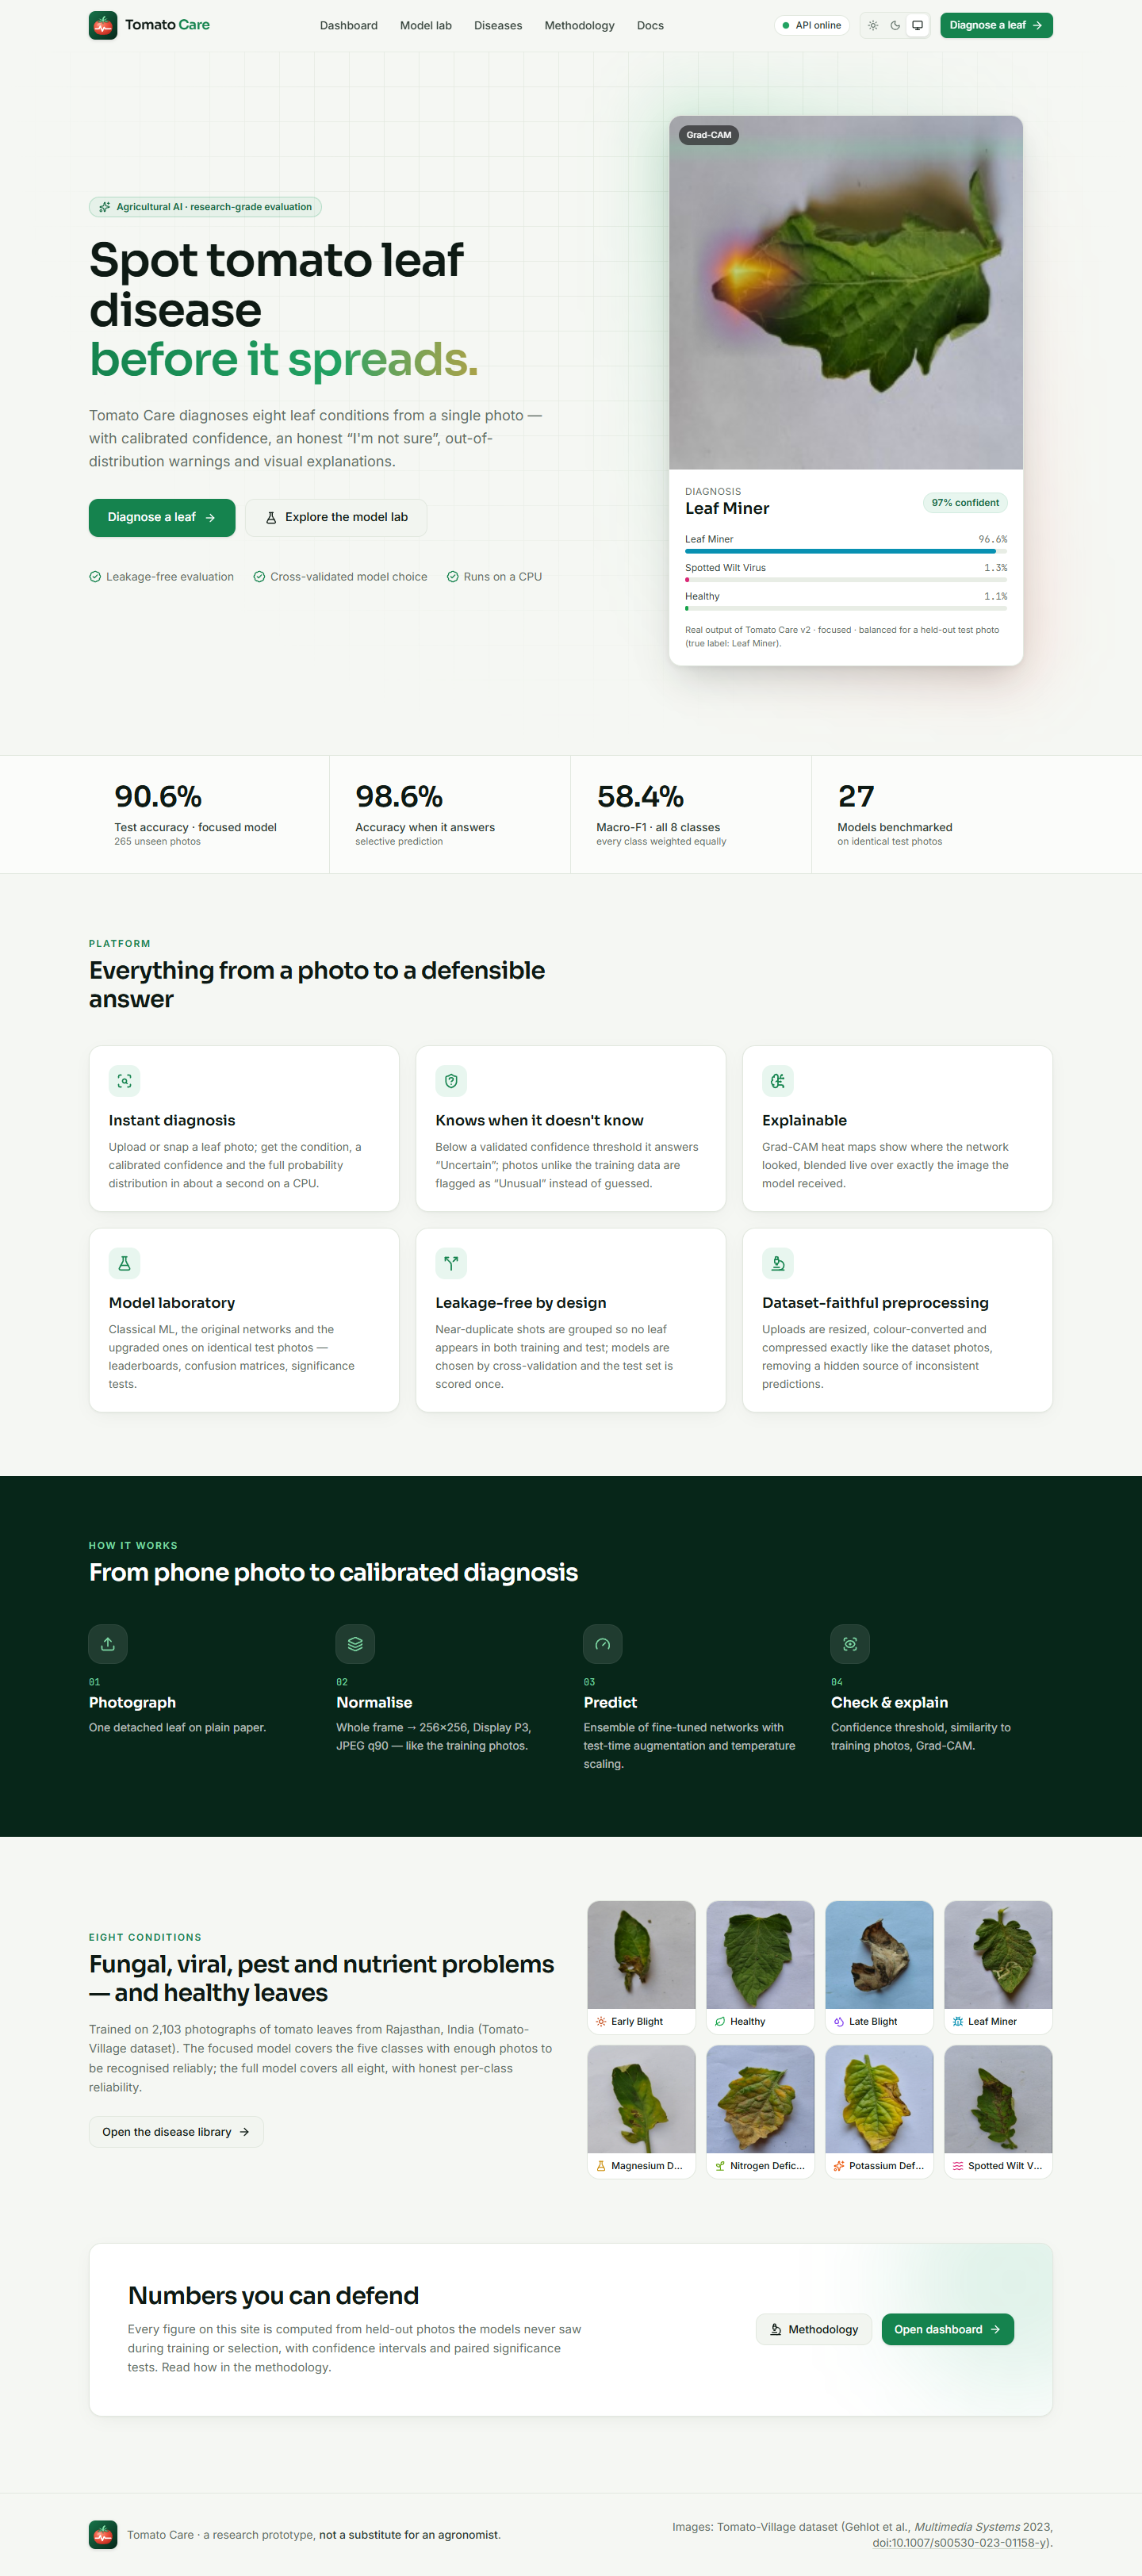 Tomato Care
Dashboard
Model lab
Diseases
Methodology
Docs
API online
Diagnose a leaf
Agricultural AI · research-grade evaluation
Spot tomato leaf
disease
before it spreads.
Tomato Care diagnoses eight leaf conditions from a single photo —
with calibrated confidence, an honest “I'm not sure”, out-of-
distribution warnings and visual explanations.
Diagnose a leaf
Explore the model lab
Leakage-free evaluation
Cross-validated model choice
Runs on a CPU
Grad-CAM
DIAGNOSIS
Leaf Miner
97% confident
Leaf Miner 96.6%
Spotted Wilt Virus 1.3%
Healthy 1.1%
Real output of Tomato Care v2 · focused · balanced for a held-out test photo
(true label: Leaf Miner).
90.6%
Test accuracy · focused model
265 unseen photos
98.6%
Accuracy when it answers
selective prediction
58.4%
Macro-F1 · all 8 classes
every class weighted equally
27
Models benchmarked
on identical test photos
PLATFORM
Everything from a photo to a defensible
answer
Instant diagnosis
Upload or snap a leaf photo; get the condition, a
calibrated confidence and the full probability
distribution in about a second on a CPU.
Knows when it doesn't know
Below a validated confidence threshold it answers
“Uncertain”; photos unlike the training data are
flagged as “Unusual” instead of guessed.
Explainable
Grad-CAM heat maps show where the network
looked, blended live over exactly the image the
model received.
Model laboratory
Classical ML, the original networks and the
upgraded ones on identical test photos —
leaderboards, confusion matrices, significance
tests.
Leakage-free by design
Near-duplicate shots are grouped so no leaf
appears in both training and test; models are
chosen by cross-validation and the test set is
scored once.
Dataset-faithful preprocessing
Uploads are resized, colour-converted and
compressed exactly like the dataset photos,
removing a hidden source of inconsistent
predictions.
HOW IT WORKS
From phone photo to calibrated diagnosis
01
Photograph
One detached leaf on plain paper.
02
Normalise
Whole frame → 256×256, Display P3,
JPEG q90 — like the training photos.
03
Predict
Ensemble of fine-tuned networks with
test-time augmentation and temperature
scaling.
04
Check & explain
Confidence threshold, similarity to
training photos, Grad-CAM.
EIGHT CONDITIONS
Fungal, viral, pest and nutrient problems
— and healthy leaves
Trained on 2,103 photographs of tomato leaves from Rajasthan, India (Tomato-
Village dataset). The focused model covers the five classes with enough photos to
be recognised reliably; the full model covers all eight, with honest per-class
reliability.
Open the disease library
Early Blight
Healthy
Late Blight
Leaf Miner
Magnesium D...
Nitrogen Defic...
Potassium Def...
Spotted Wilt V...
Numbers you can defend
Every figure on this site is computed from held-out photos the models never saw
during training or selection, with confidence intervals and paired significance
tests. Read how in the methodology.
Methodology
Open dashboard
Tomato Care · a research prototype, not a substitute for an agronomist.
Images: Tomato-Village dataset (Gehlot et al., Multimedia Systems 2023,
doi:10.1007/s00530-023-01158-y).